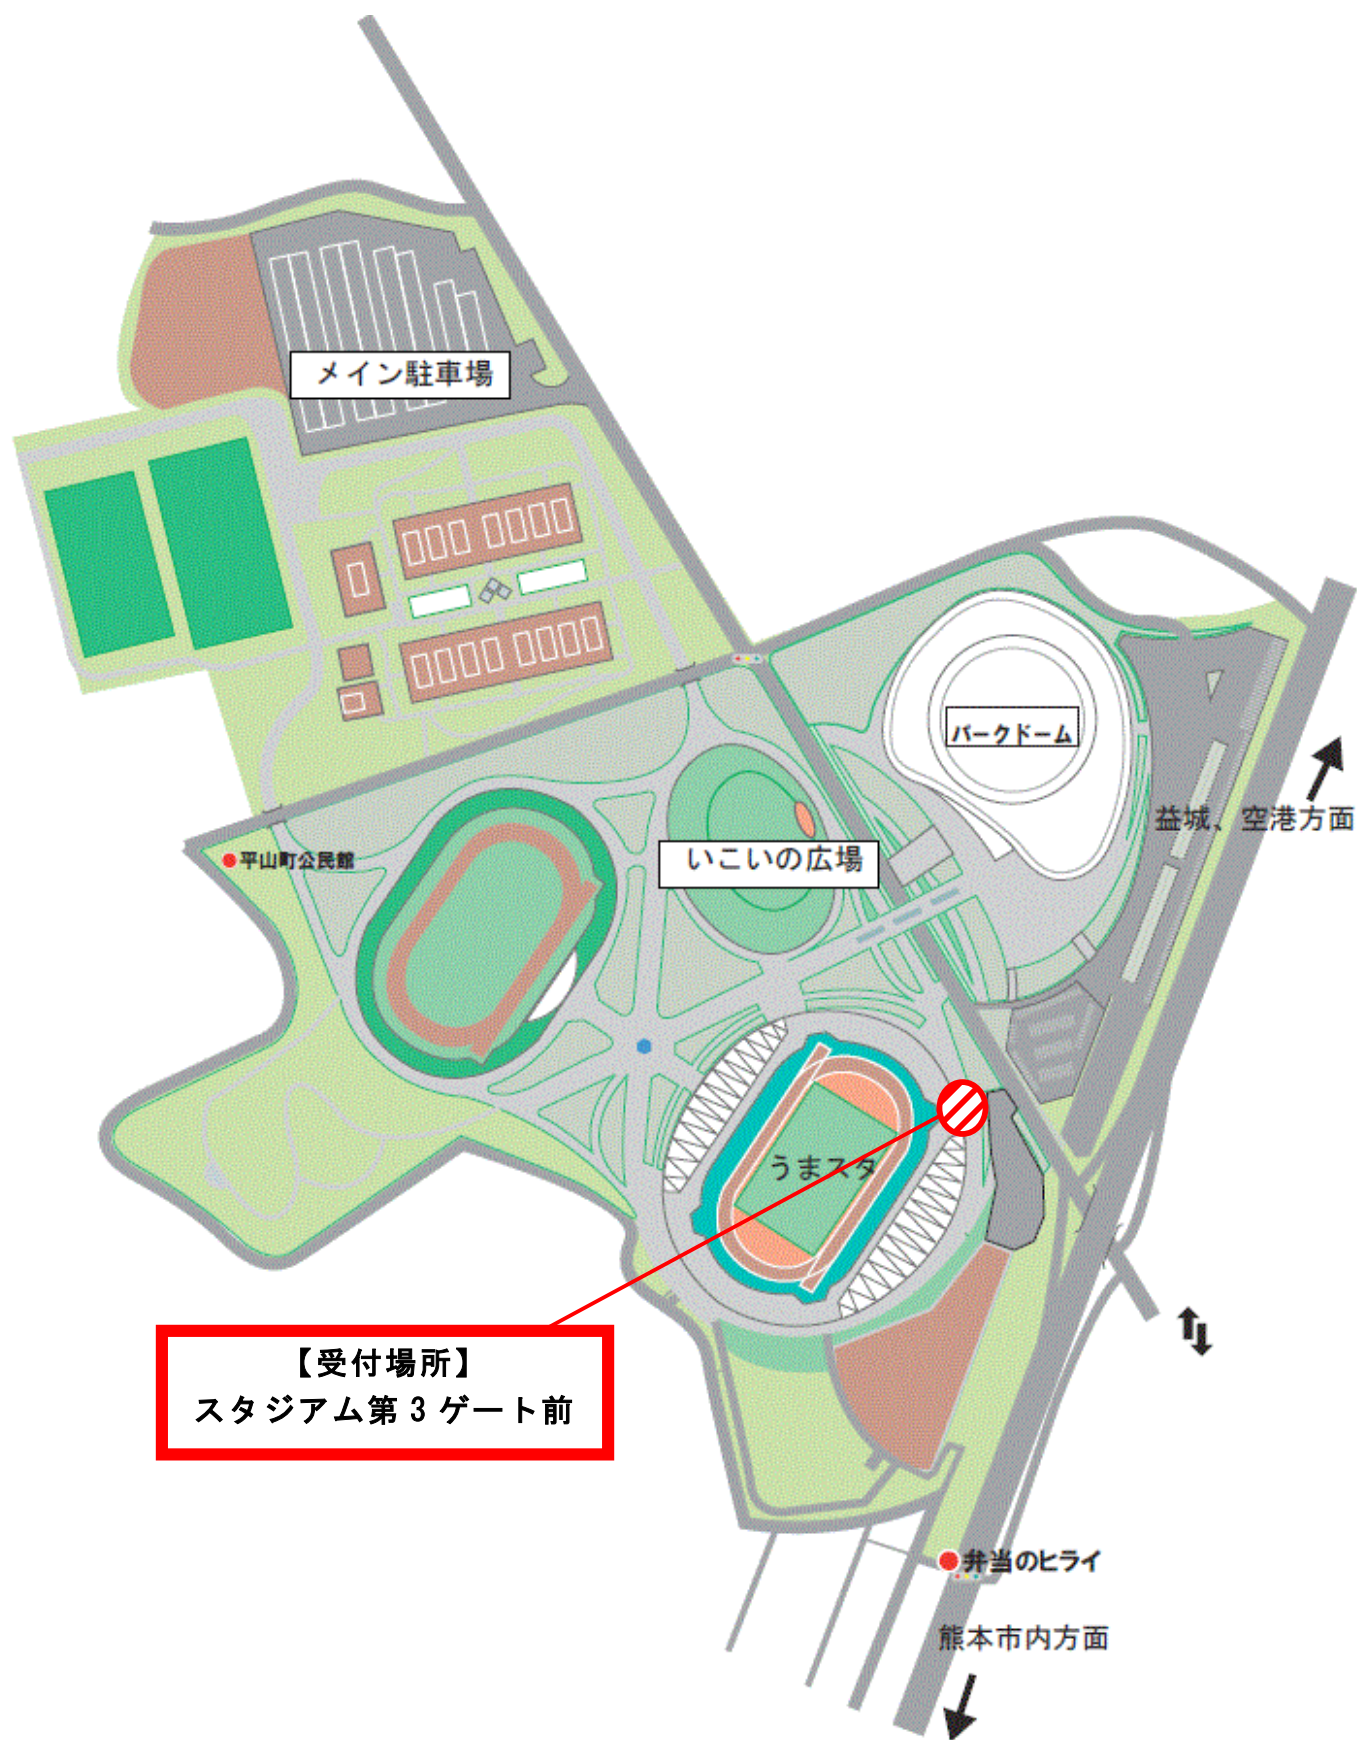 メイン駐車場
パークドーム
益城、空港方面
いこいの広場
平山町公民館
うまスタ
【受付場所】
スタジアム第3ゲート前
弁当のヒライ
熊本市内方面